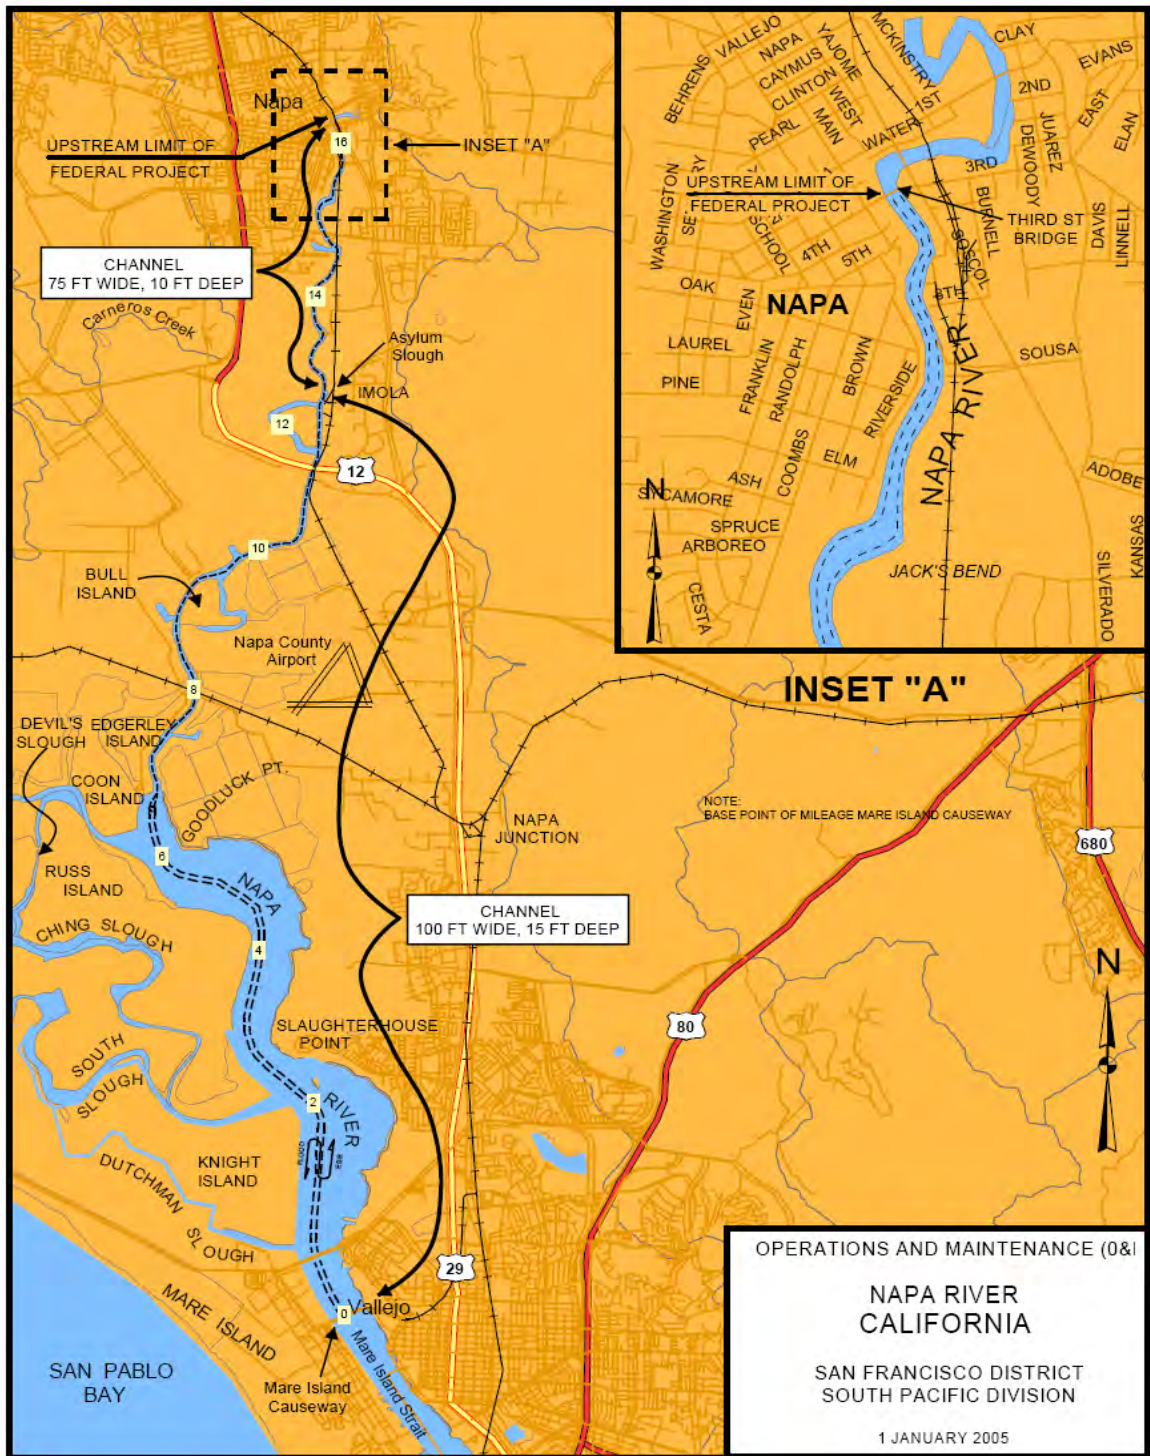 Napa
UPSTREAM LIMIT OF
FEDERAL PROJECT
16
INSET "A"
CHANNEL
75 FT WIDE, 10 FT DEEP
14
Carneros Creek
Asylum
Slough
IMOLA
12
12
10
BULL
ISLAND
Napa County
Airport
8
DEVIL'S
SLOUGH
EDGERLEY
ISLAND
COON
ISLAND
GOODLUCK PT.
NAPA
JUNCTION
6
RUSS
ISLAND
NAPA
CHING SLOUGH
4
CHANNEL
100 FT WIDE, 15 FT DEEP
SLAUGHTERHOUSE
POINT
SOUTH
SLOUGH
2
RIVER
FLOOD
EBB
KNIGHT
ISLAND
DUTCHMAN
SLOUGH
29
0
Vallejo
MARE ISLAND
Mare Island
Causeway
Mare Island Strait
SAN PABLO
BAY
80
680
NOTE:
BASE POINT OF MILEAGE MARE ISLAND CAUSEWAY
N
VALLEJO
BEHRENS
NAPA
CAYMUS
CLINTON
YAJOME
WEST
MAIN
PEARL
MCKINSTRY
CLAY
EVANS
2ND
1ST
WATER
EAST
ELAN
JUAREZ
DEWOODY
3RD
WASHINGTON
UPSTREAM LIMIT OF
FEDERAL PROJECT
SCHOOL
4TH
5TH
BURNELL
THIRD ST
BRIDGE
DAVIS
LINNELL
SOSCOL
8TH
OAK
EVEN
NAPA
LAUREL
PINE
FRANKLIN
RANDOLPH
BROWN
RIVERSIDE
SOUSA
NAPA RIVER
COOMBS
ELM
ASH
SYCAMORE
SPRUCE
ARBOREO
ADOBE
KANSAS
N
CESTA
JACK'S BEND
SILVERADO
INSET "A"
OPERATIONS AND MAINTENANCE (0&
NAPA RIVER
CALIFORNIA
SAN FRANCISCO DISTRICT
SOUTH PACIFIC DIVISION
1 JANUARY 2005